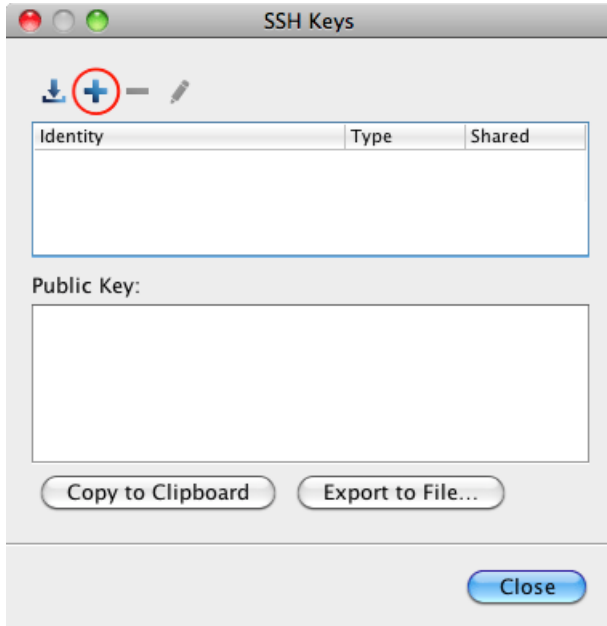 SSH Keys
Identity Type Shared
Public Key:
Copy to Clipboard Export to File...
Close